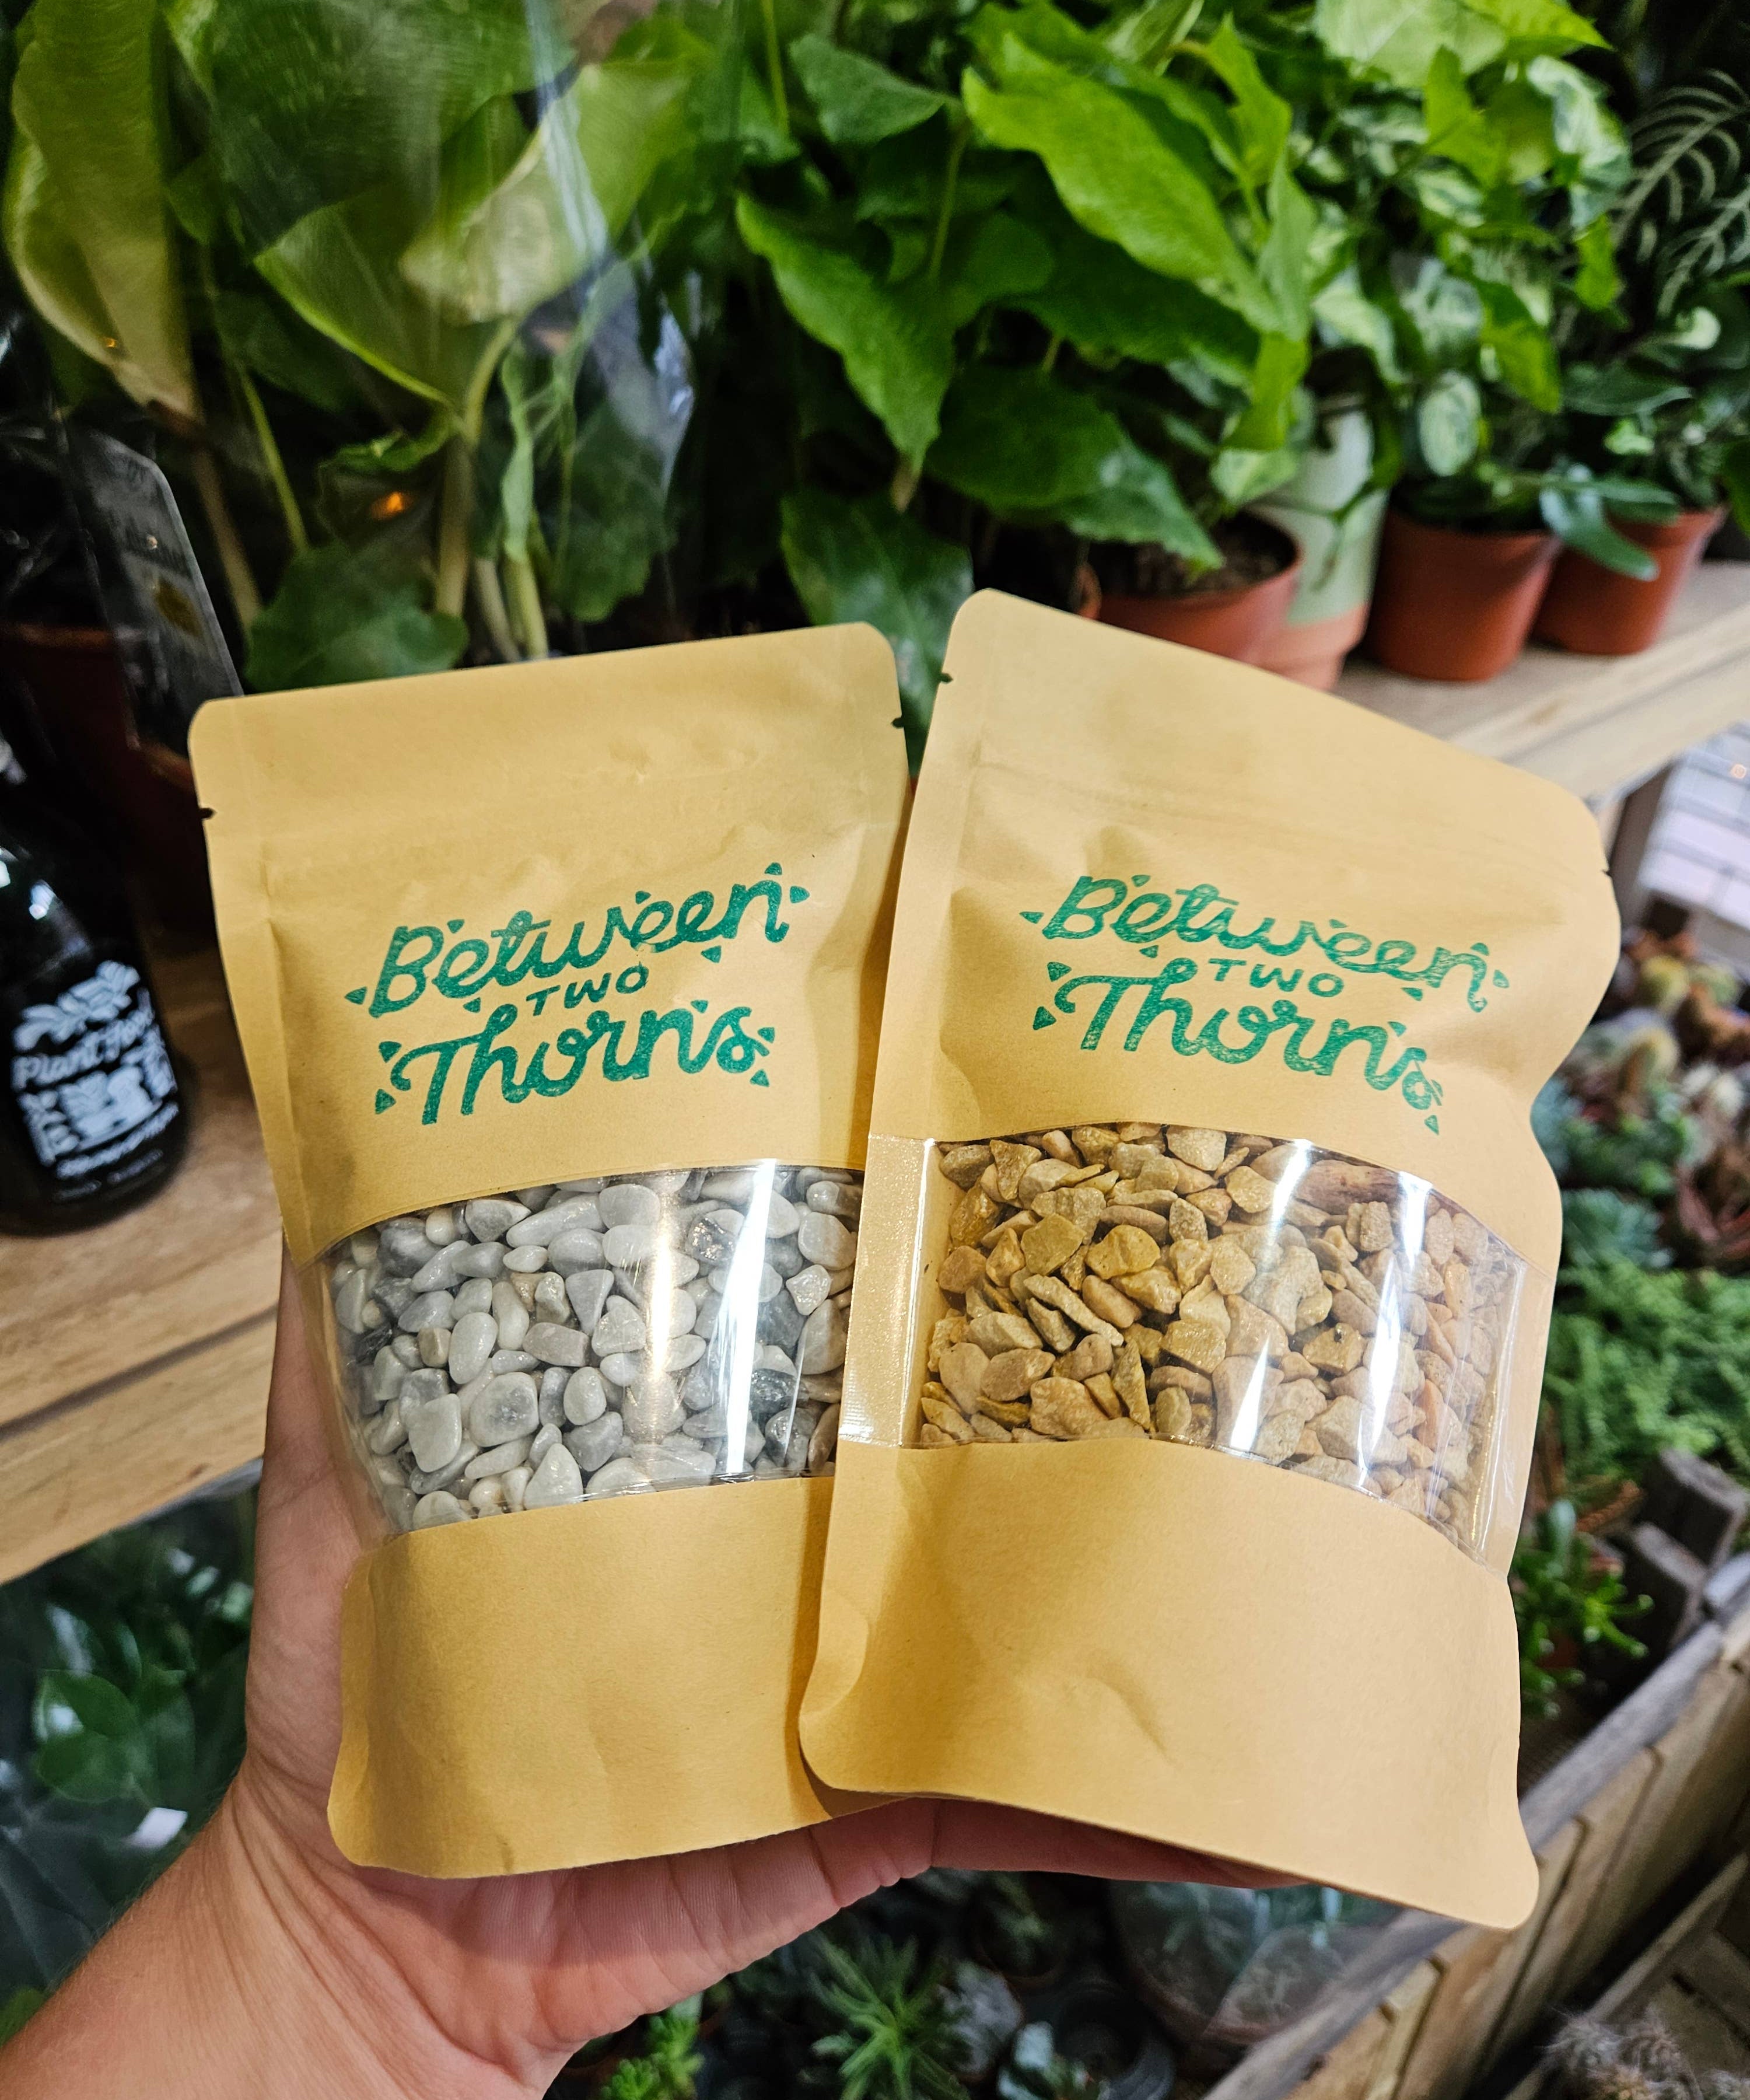 Between
TWO
Thorns
Between
TWO
Thorns
Plant